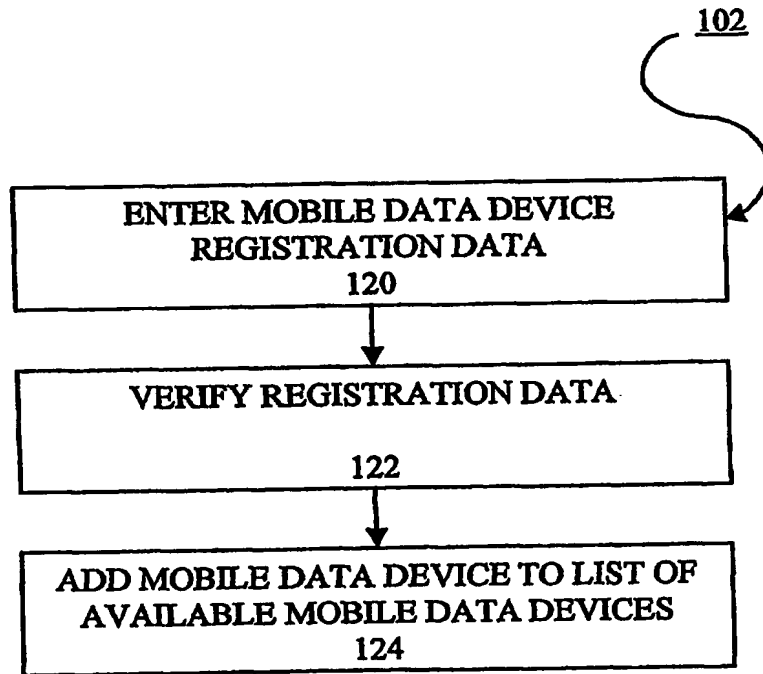 102
ENTER MOBILE DATA DEVICE
REGISTRATION DATA
120
VERIFY REGISTRATION DATA
122
ADD MOBILE DATA DEVICE TO LIST OF
AVAILABLE MOBILE DATA DEVICES
124